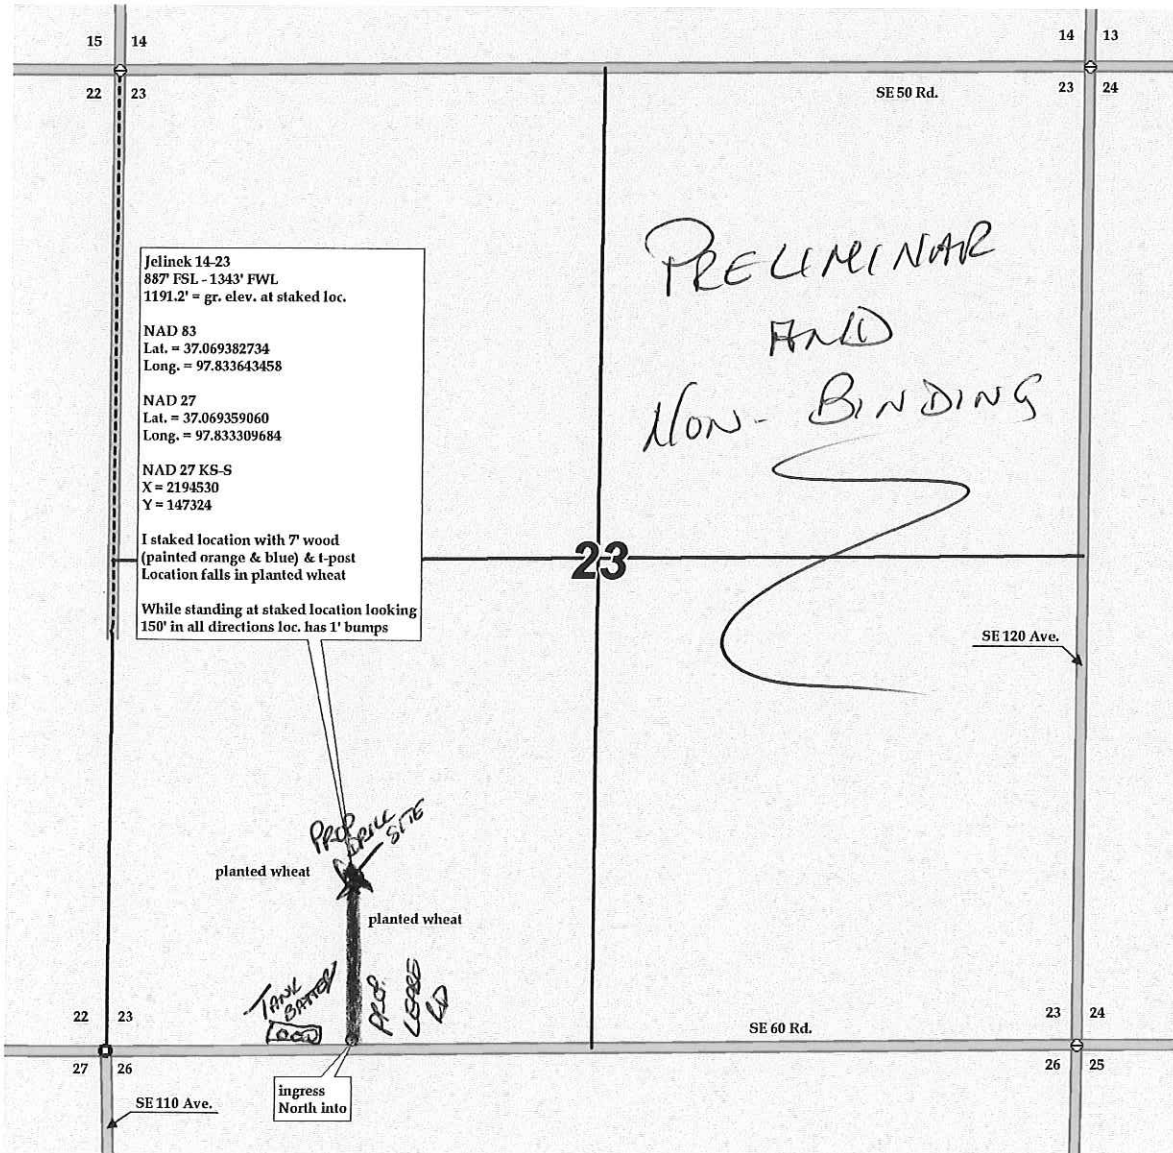 15 14
14 13
22 23
23 24
SE 50 Rd.
PRELIMINAR
AND
NON- BINDING
Jelinek 14-23
887' FSL - 1343' FWL
1191.2' = gr. elev. at staked loc.
NAD 83
Lat. = 37.069382734
Long. = 97.833643458
NAD 27
Lat. = 37.069359060
Long. = 97.833309684
NAD 27 KS-S
X = 2194530
Y = 147324
I staked location with 7' wood
(painted orange & blue) & t-post
Location falls in planted wheat
While standing at staked location looking
150' in all directions loc. has 1' bumps
23
SE 120 Ave.
PROP
DRILL
SITE
planted wheat
planted wheat
TANK
BATTERY
PROP.
LEASE
RD
22 23
23 24
SE 60 Rd.
27 26
26 25
ingress
North into
SE 110 Ave.